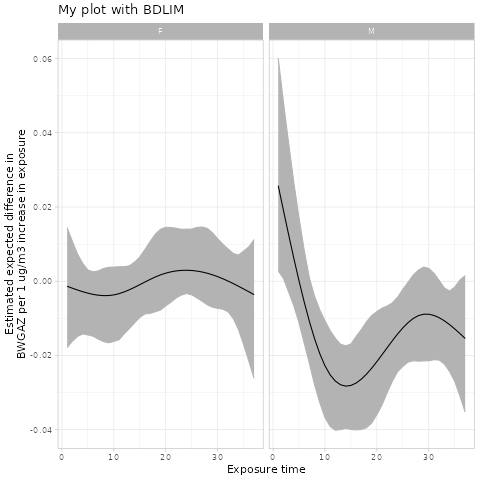 My plot with BDLIM
F
M
Estimated expected difference in
BWGAZ per 1 ug/m3 increase in exposure
0.06
0.04
0.02
0.00
-0.02
-0.04
0
10
20
30
0
10
20
30
Exposure time